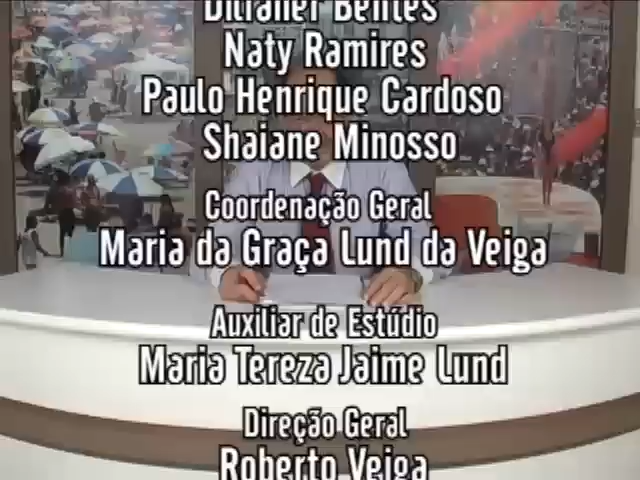 Bentes
Naty Ramires
Paulo Henrique Cardoso
Shaiane Minosso
Coordenação Geral
Maria da Graça Lund da Veiga
Auxiliar de Estúdio
Maria Tereza Jaime Lund
Direção Geral
Roberto Veiga